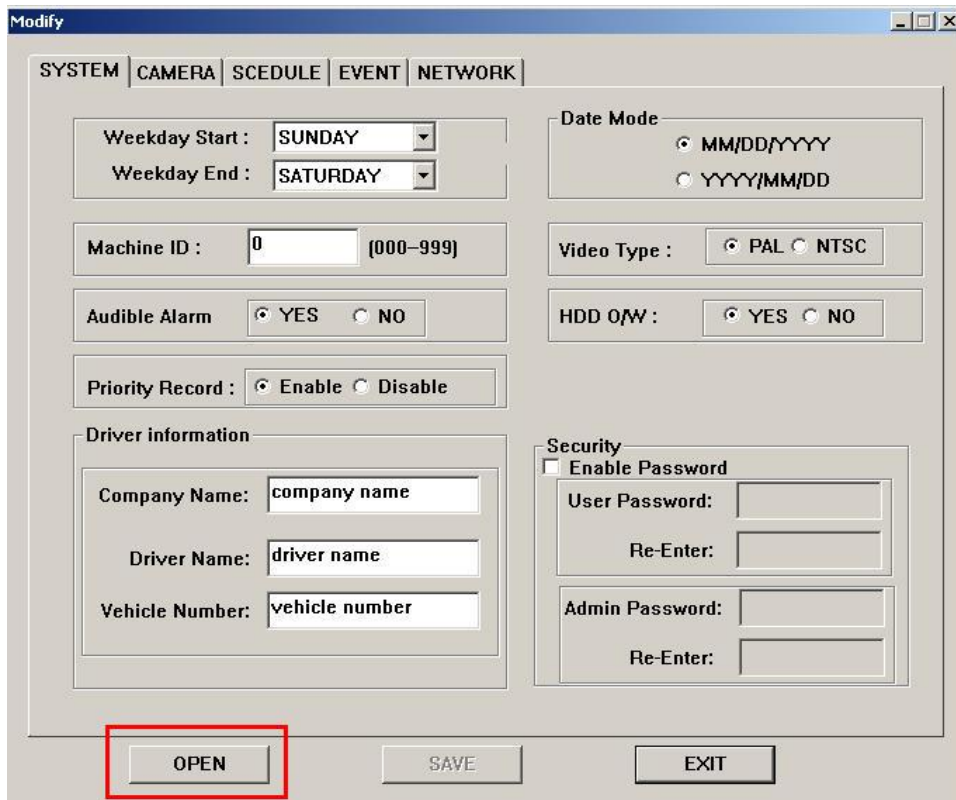 Modify
SYSTEM CAMERA SCEDULE EVENT NETWORK
Weekday Start : SUNDAY
Weekday End : SATURDAY
Date Mode
MM/DD/YYYY
YYYY/MM/DD
Machine ID : 0 (000-999)
Video Type : PAL NTSC
Audible Alarm YES NO
HDD O/W : YES NO
Priority Record : Enable Disable
Driver information
Company Name: company name
Driver Name: driver name
Vehicle Number: vehicle number
Security
Enable Password
User Password:
Re-Enter:
Admin Password:
Re-Enter:
OPEN SAVE EXIT